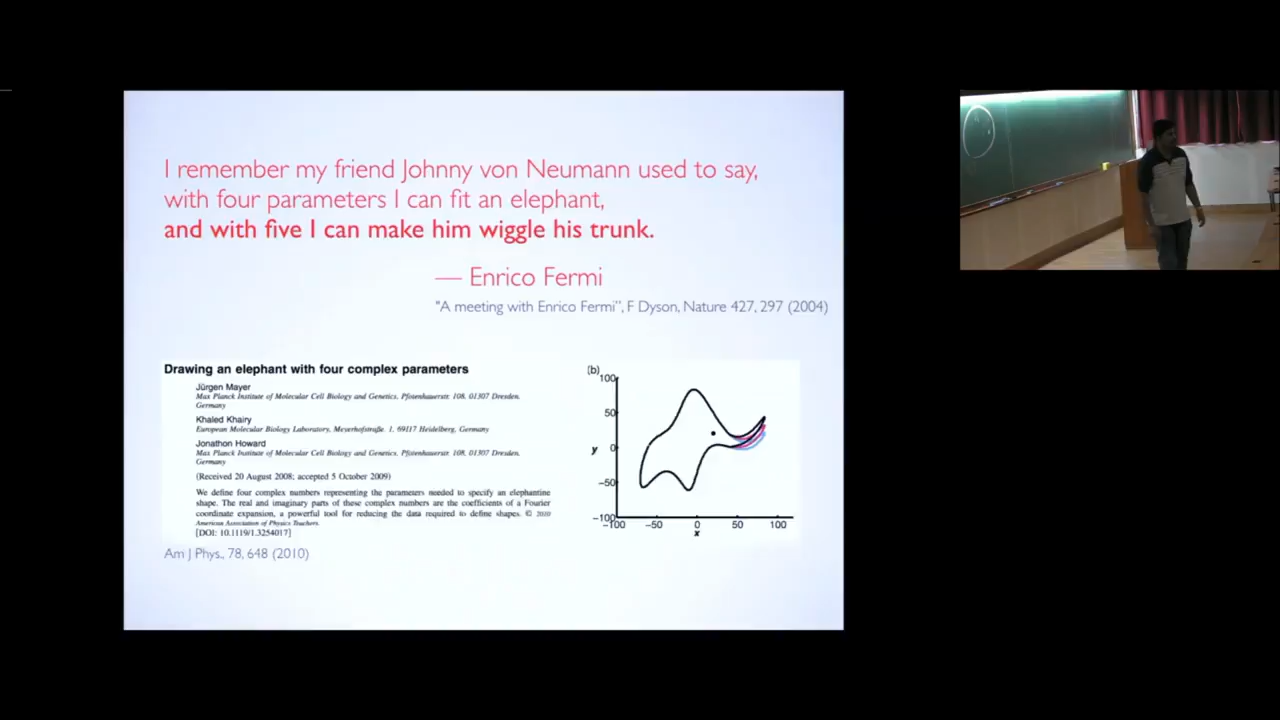 I remember my friend Johnny von Neumann used to say,
with four parameters I can fit an elephant,
and with five I can make him wiggle his trunk.
— Enrico Fermi
"A meeting with Enrico Fermi”, F Dyson, Nature 427, 297 (2004)
Drawing an elephant with four complex parameters
Jürgen Mayer
Max Planck Institute of Molecular Cell Biology and Genetics, Pfotenhauerstr. 108, 01307 Dresden,
Germany
Khaled Khairy
European Molecular Biology Laboratory, Meyerhofstraße. 1, 69117 Heidelberg, Germany
Jonathon Howard
Max Planck Institute of Molecular Cell Biology and Genetics, Pfotenhauerstr. 108, 01307 Dresden,
Germany
(Received 20 August 2008; accepted 5 October 2009)
We define four complex numbers representing the parameters needed to specify an elephantine
shape. The real and imaginary parts of these complex numbers are the coefficients of a Fourier
coordinate expansion, a powerful tool for reducing the data required to define shapes. © 2010
American Association of Physics Teachers.
[DOI: 10.1119/1.3254017]
Am J Phys., 78, 648 (2010)
(b)
100
50
y 0
−50
−100
−100 −50 0 50 100
x